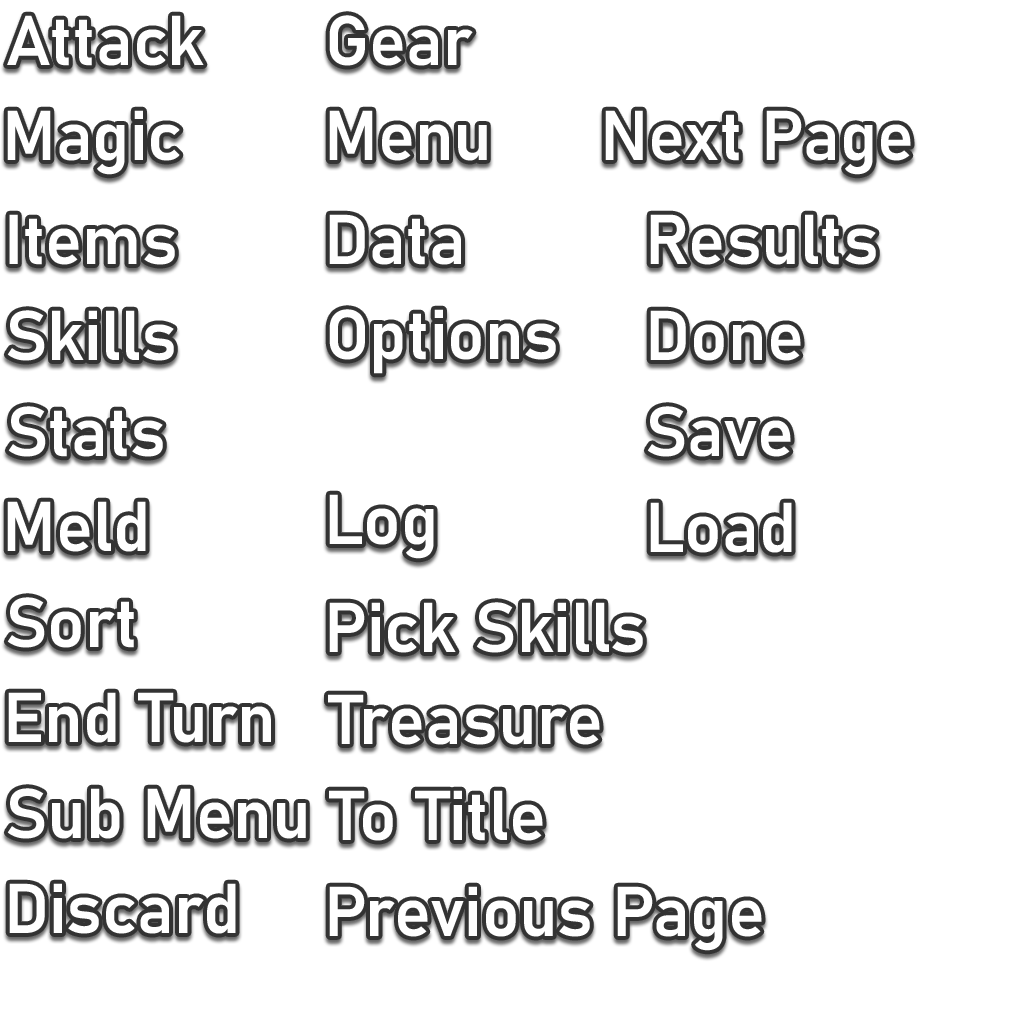 Attack
Magic
Items
Skills
Stats
Meld
Sort
End Turn
Sub Menu
Discard
Gear
Menu
Data
Options
Log
Pick Skills
Treasure
To Title
Previous Page
Next Page
Results
Done
Save
Load